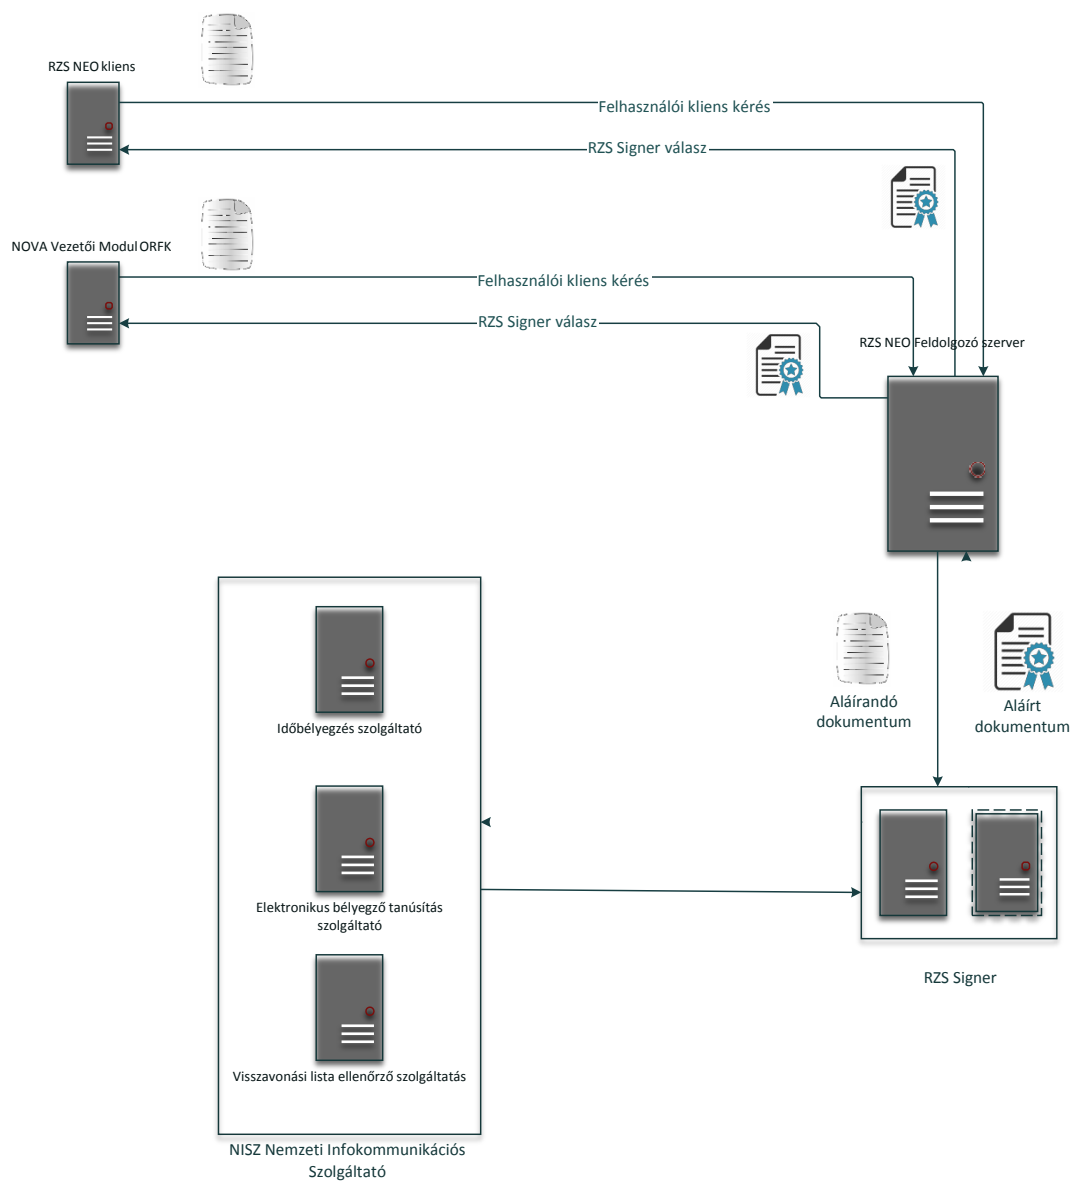 RZS NEO kliens
Felhasználói kliens kérés
RZS Signer válasz
NOVA Vezetői Modul ORFK
Felhasználói kliens kérés
RZS Signer válasz
RZS NEO Feldolgozó szerver
Aláírandó
dokumentum
Aláírt
dokumentum
Időbélyegzés szolgáltató
Elektronikus bélyegző tanúsítás
szolgáltató
Visszavonási lista ellenőrző szolgáltatás
RZS Signer
NISZ Nemzeti Infokommunikációs
Szolgáltató